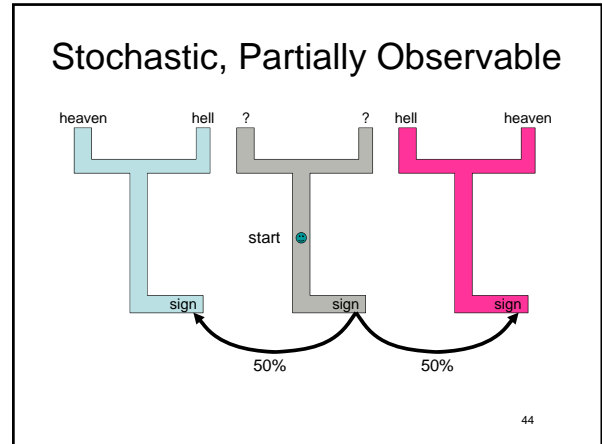 Stochastic, Partially Observable
heaven hell ? ? hell heaven
start
sign sign sign
50% 50%
44